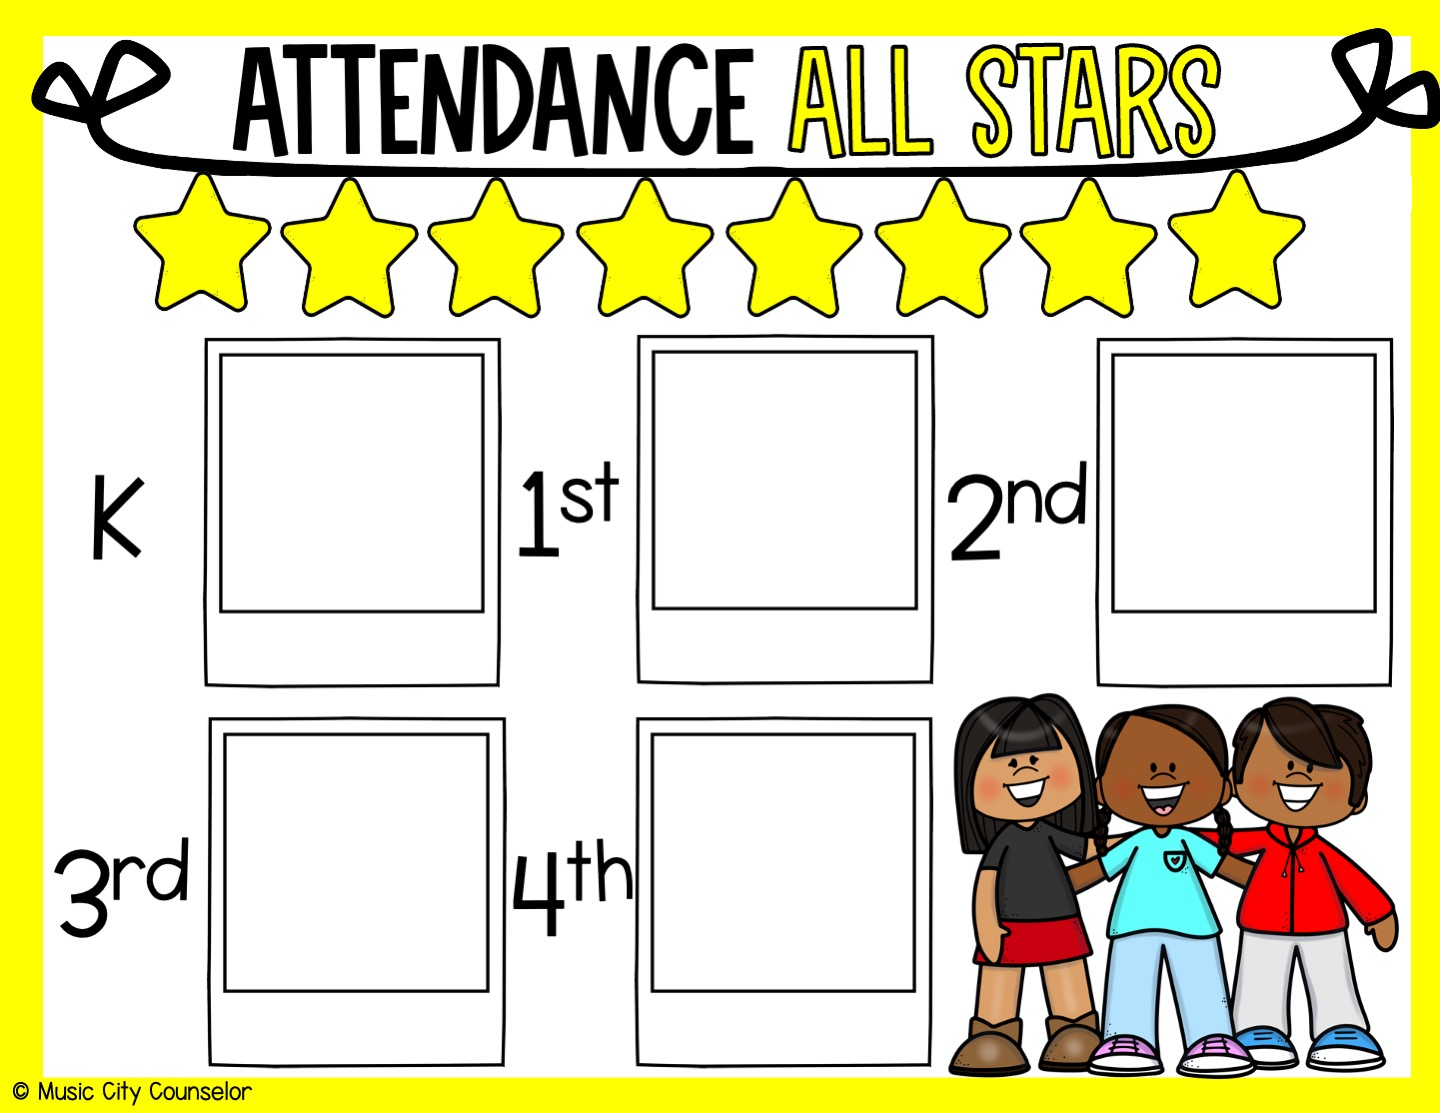 ATTENDANCE ALL STARS
K 1st 2nd
3rd 4th
© Music City Counselor